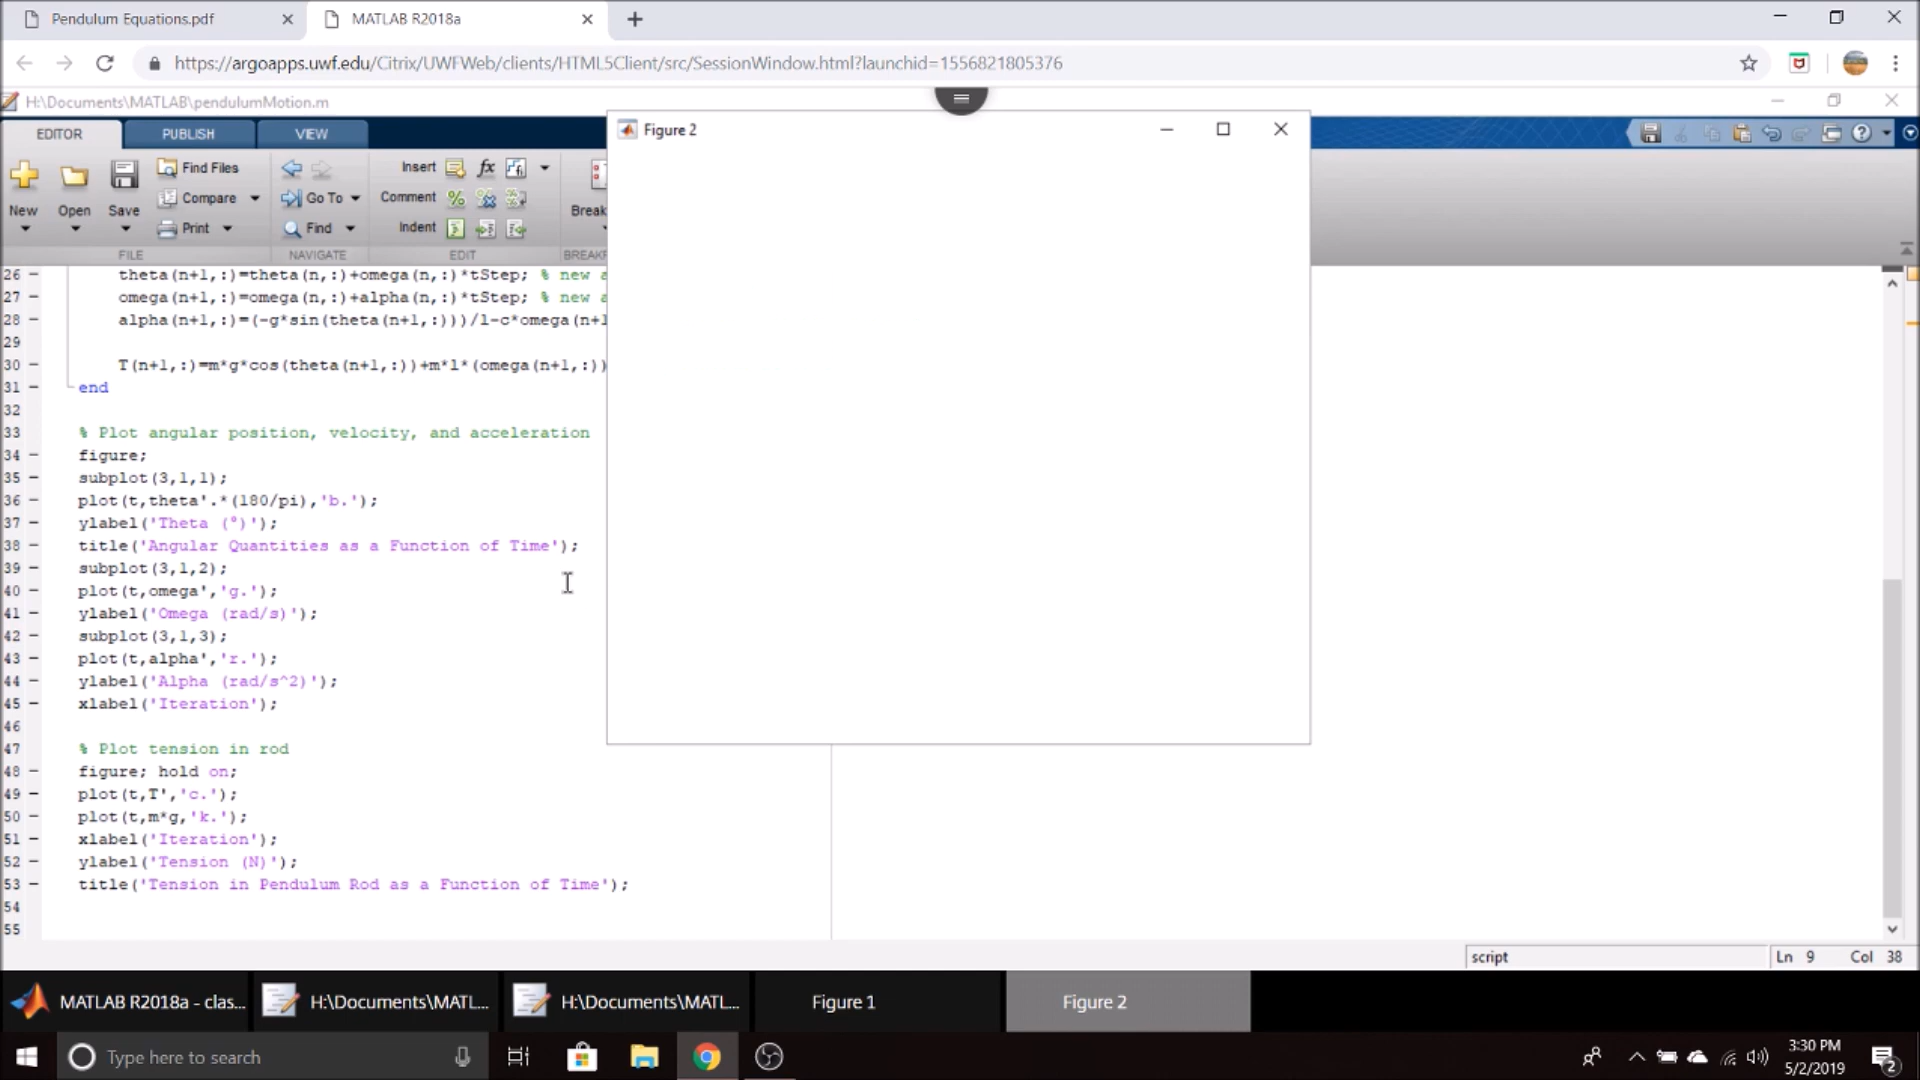 Pendulum Equations.pdf
MATLAB R2018a
https://argoapps.uwf.edu/Citrix/UWFWeb/clients/HTML5Client/src/SessionWindow.html?launchid=1556821805376
H:\Documents\MATLAB\pendulumMotion.m
EDITOR PUBLISH VIEW
Figure 2
New Open Save
Find Files
Compare
Print
Go To
Find
Insert
Comment
Indent
fx
FILE NAVIGATE EDIT
26 theta(n+1,:)=theta(n,:)+omega(n,:)*tStep; % new
27 omega(n+1,:)=omega(n,:)+alpha(n,:)*tStep; % new
28 alpha(n+1,:)=(-g*sin(theta(n+1,:)))/l-c*omega(n+1
29
30 T(n+1,:)=m*g*cos(theta(n+1,:))+m*l*(omega(n+1,:))
31 end
32
33 % Plot angular position, velocity, and acceleration
34 figure;
35 subplot(3,1,1);
36 plot(t,theta'.*(180/pi),'b.');
37 ylabel('Theta (°)');
38 title('Angular Quantities as a Function of Time');
39 subplot(3,1,2);
40 plot(t,omega','g.');
41 ylabel('Omega (rad/s)');
42 subplot(3,1,3);
43 plot(t,alpha','r.');
44 ylabel('Alpha (rad/s^2)');
45 xlabel('Iteration');
46
47 % Plot tension in rod
48 figure; hold on;
49 plot(t,T','c.');
50 plot(t,m*g,'k.');
51 xlabel('Iteration');
52 ylabel('Tension (N)');
53 title('Tension in Pendulum Rod as a Function of Time');
54
55
script Ln 9 Col 38
MATLAB R2018a - clas... H:\Documents\MATL... H:\Documents\MATL... Figure 1 Figure 2
Type here to search
3:30 PM
5/2/2019
2